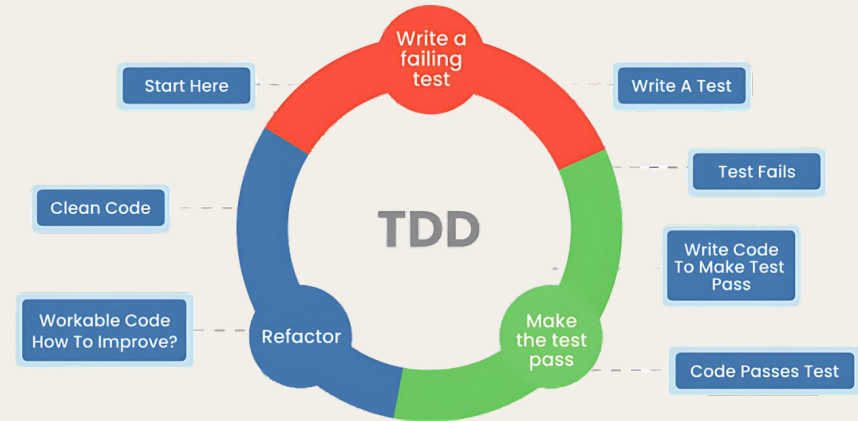 Write a
failing
test
Start Here
Write A Test
Test Fails
Clean Code
TDD
Write Code
To Make Test
Pass
Workable Code
How To Improve?
Refactor
Make
the test
pass
Code Passes Test